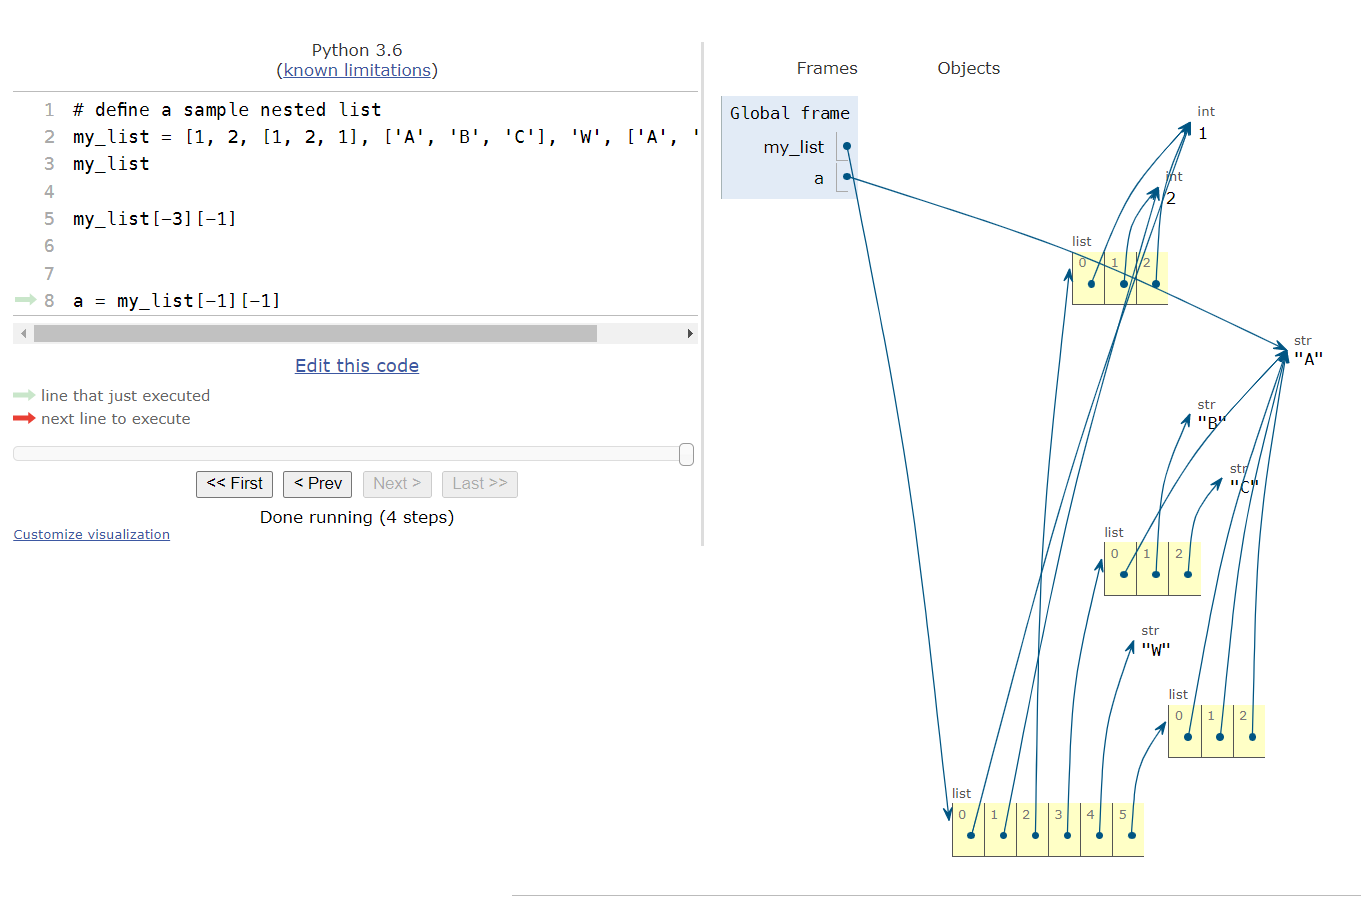 Python 3.6
(known limitations)
1 # define a sample nested list
2 my_list = [1, 2, [1, 2, 1], ['A', 'B', 'C'], 'W', ['A', '
3 my_list
4
5 my_list[-3][-1]
6
7
8 a = my_list[-1][-1]
Edit this code
line that just executed
next line to execute
<< First < Prev Next > Last >>
Done running (4 steps)
Customize visualization
Frames Objects
Global frame
my_list
a
int
1
int
2
list
0 1 2
str
"A"
str
"B"
str
"C"
list
0 1 2
str
"W"
list
0 1 2
list
0 1 2 3 4 5